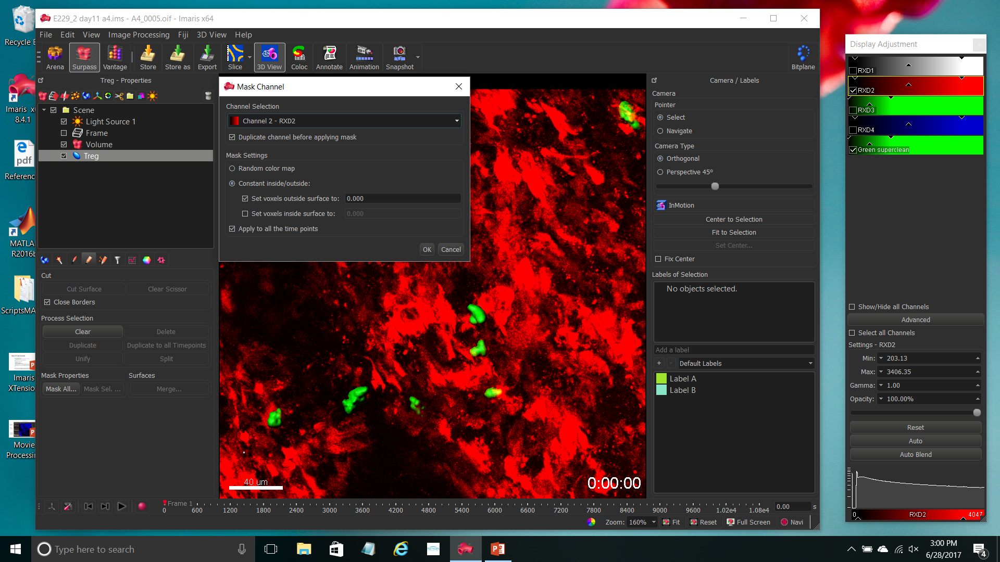 Recycle B
Imaris x6
8.4.1
pdf
Referenc
MATLA
R2016b
ScriptsMA
Imaris
XTensio
Movie
Processin
E229_2 day11 a4.ims - A4_0005.oif - Imaris x64
File Edit View Image Processing Fiji 3D View Help
Arena Surpass Vantage Store Store as Export Slice 3D View Coloc Annotate Animation Snapshot Bitplane
Treg - Properties
Scene
Light Source 1
Frame
Volume
Treg
Cut
Cut Surface Clear Scissor
Close Borders
Process Selection
Clear Delete
Duplicate Duplicate to all Timepoints
Unify Split
Mask Properties Surfaces
Mask All... Mask Sel. ... Merge...
Mask Channel
Channel Selection
Channel 2 - RXD2
Duplicate channel before applying mask
Mask Settings
Random color map
Constant inside/outside:
Set voxels outside surface to: 0.000
Set voxels inside surface to: 0.000
Apply to all the time points
OK Cancel
40 um
0:00:00
Camera / Labels
Camera
Pointer
Select
Navigate
Camera Type
Orthogonal
Perspective 45º
InMotion
Center to Selection
Fit to Selection
Set Center...
Fix Center
Labels of Selection
No objects selected.
Add a label
+ - Default Labels
Label A
Label B
Frame 1
0 600 1200 1800 2400 3000 3600 4200 4800 5400 6000 6600 7200 7800 8400 9000 9600 1.02e4 1.08e4
0.00 s
Zoom: 160% Fit Reset Full Screen Navi
Display Adjustment
RXD1
RXD2
RXD3
RXD4
Green superclean
Show/Hide all Channels
Advanced
Select all Channels
Settings - RXD2
Min: 203.13
Max: 3406.35
Gamma: 1.00
Opacity: 100.00%
Reset
Auto
Auto Blend
0 RXD2 4047
Type here to search
3:00 PM
6/28/2017
4